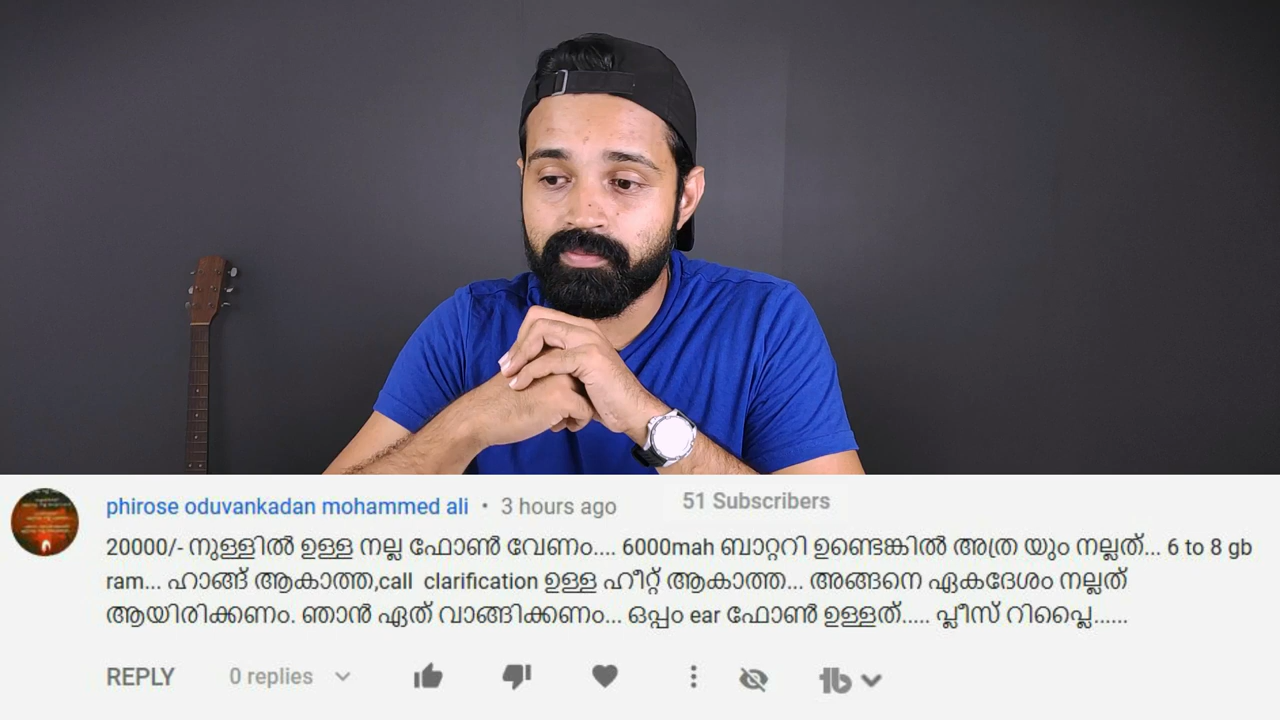 phirose oduvankadan mohammed ali • 3 hours ago 51 Subscribers
20000/- നുള്ളിൽ ഉള്ള നല്ല ഫോൺ വേണം.... 6000mah ബാറ്ററി ഉണ്ടെങ്കിൽ അത്ര യും നല്ലത്... 6 to 8 gb
ram... ഹാങ്ങ് ആകാത്ത,call clarification ഉള്ള ഹീറ്റ് ആകാത്ത... അങ്ങനെ ഏകദേശം നല്ലത്
ആയിരിക്കണം. ഞാൻ ഏത് വാങ്ങിക്കണം... ഒപ്പം ear ഫോൺ ഉള്ളത്..... പ്ലീസ് റിപ്ലൈ......
REPLY 0 replies